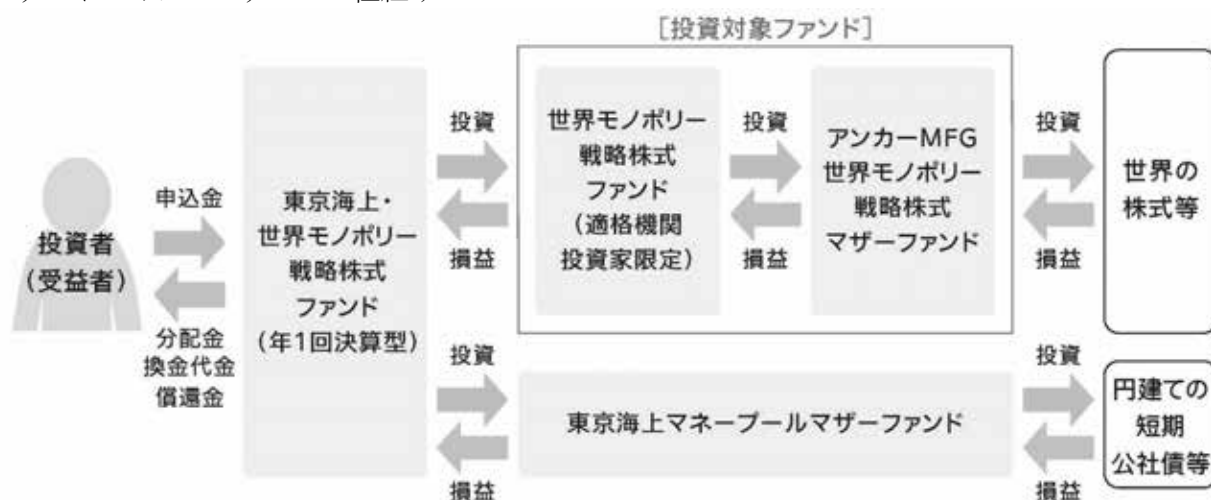 ［投資対象ファンド］
投資者
（受益者）
申込金
分配金
換金代金
償還金
東京海上・
世界モノポリー
戦略株式
ファンド
（年1回決算型）
投資
損益
世界モノポリー
戦略株式
ファンド
（適格機関
投資家限定）
投資
損益
アンカーMFG
世界モノポリー
戦略株式
マザーファンド
投資
損益
世界の
株式等
投資
損益
東京海上マネープールマザーファンド
投資
損益
円建ての
短期
公社債等